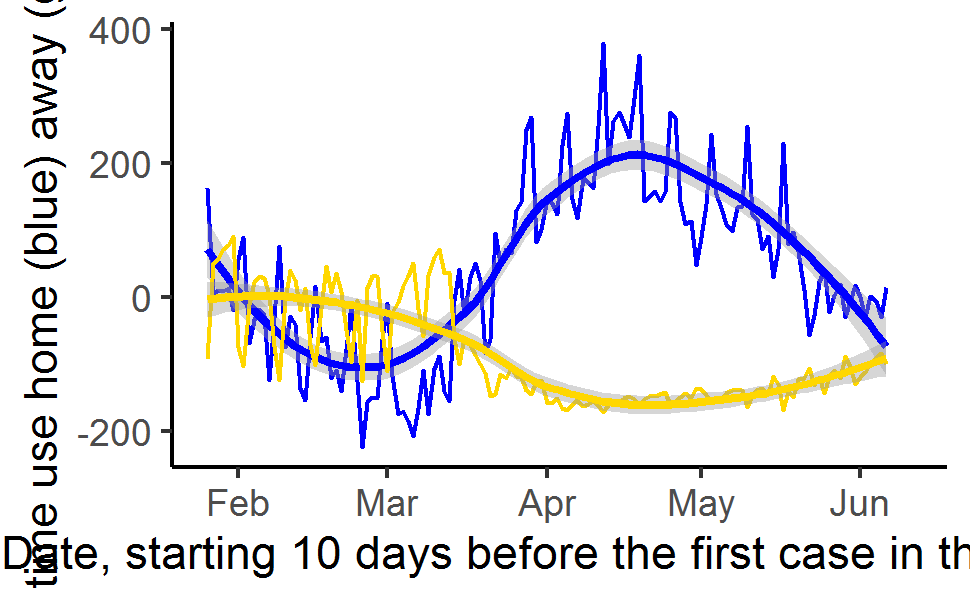 time use home (blue) away (
400
200
0
-200
Feb Mar Apr May Jun
Date, starting 10 days before the first case in th